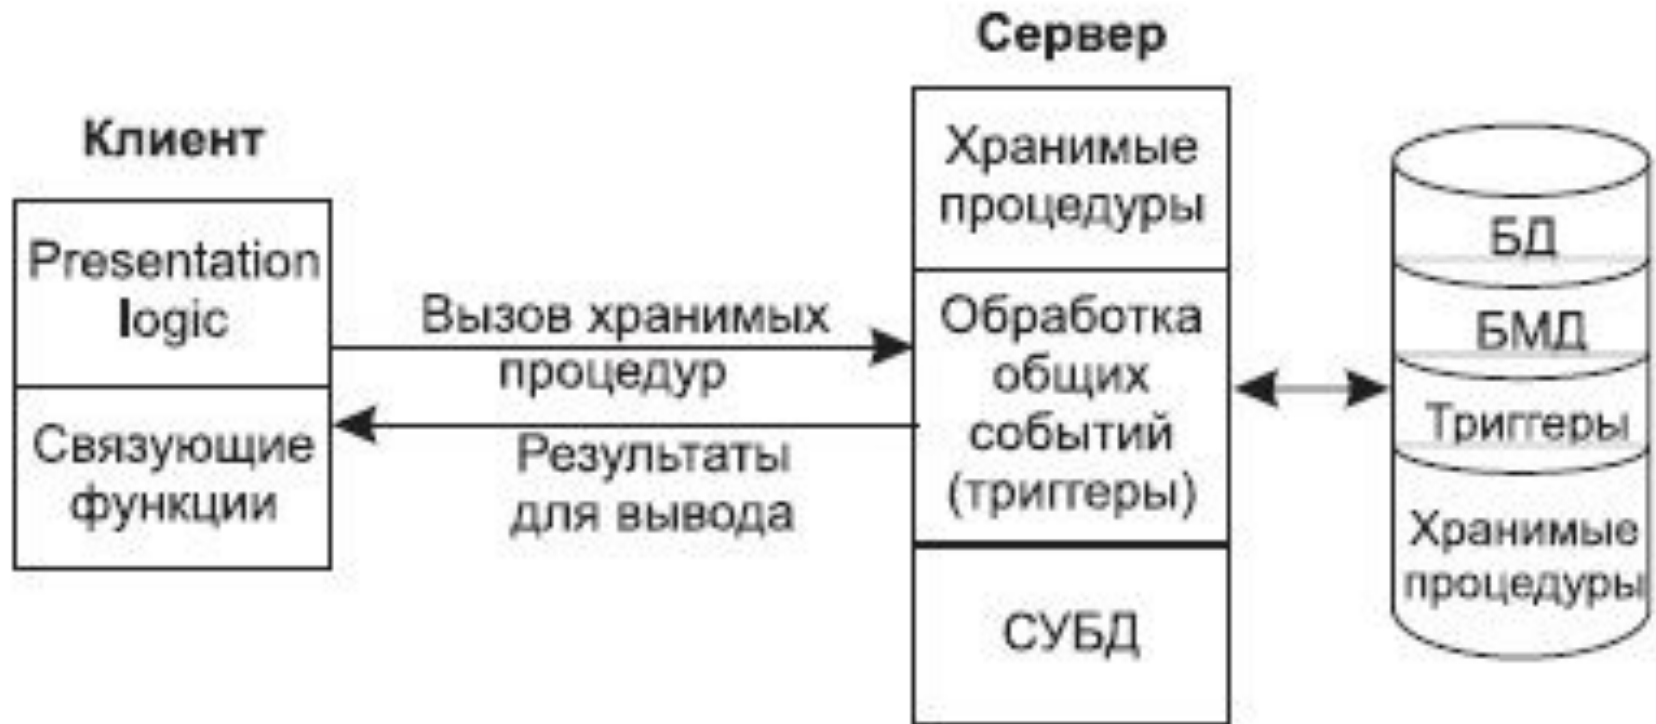 Клиент
Presentation
logic
Связующие
функции
Вызов хранимых
процедур
Результаты
для вывода
Сервер
Хранимые
процедуры
Обработка
общих
событий
(триггеры)
СУБД
БД
БМД
Триггеры
Хранимые
процедуры